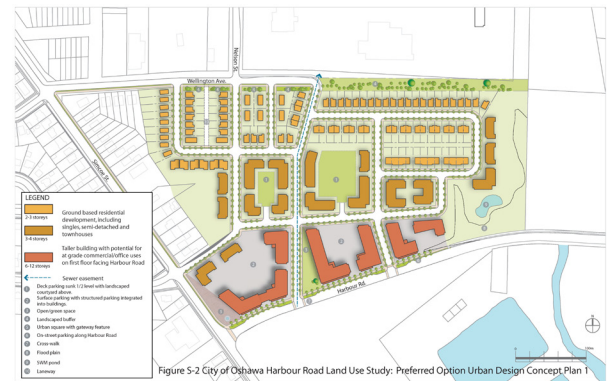 Nelson St.
Wellington Ave.
Simcoe St.
LEGEND
2-3 storeys
Ground based residential
development, including
singles, semi-detached and
townhouses
3-4 storeys
Taller building with potential for
at grade commercial/office uses
on first floor facing Harbour Road
6-12 storeys
Sewer easement
Deck parking sunk 1/2 level with landscaped
courtyard above.
Surface parking with structured parking integrated
into buildings.
Open/green space
Landscaped buffer
Urban square with gateway feature
On-street parking along Harbour Road
Cross-walk
Flood plain
SWM pond
Laneway
Harbour Rd.
Figure S-2 City of Oshawa Harbour Road Land Use Study: Preferred Option Urban Design Concept Plan 1